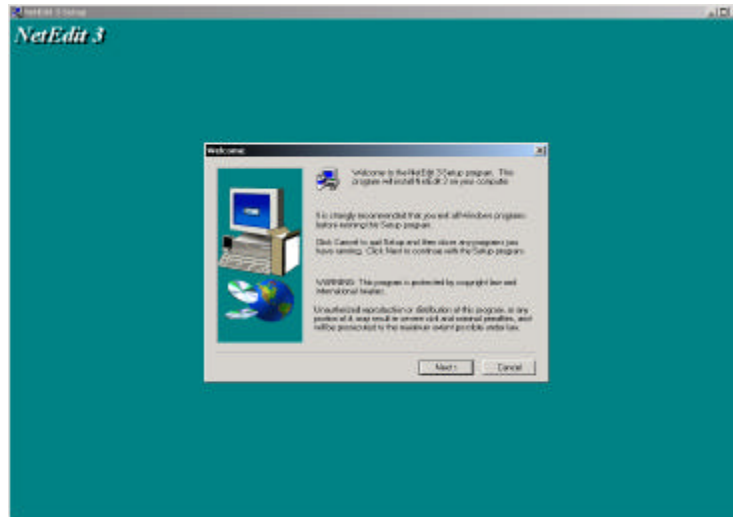 NetEdit 3 Setup
NetEdit 3
Welcome
Welcome to the NetEdit 3 Setup program. This
program will install NetEdit 3 on your computer.
It is strongly recommended that you exit all Windows programs
before running this Setup program.
Click Cancel to quit Setup and then close any programs you
have running. Click Next to continue with the Setup program.
WARNING: This program is protected by copyright law and
international treaties.
Unauthorized reproduction or distribution of this program, or any
portion of it, may result in severe civil and criminal penalties, and
will be prosecuted to the maximum extent possible under law.
Next >
Cancel